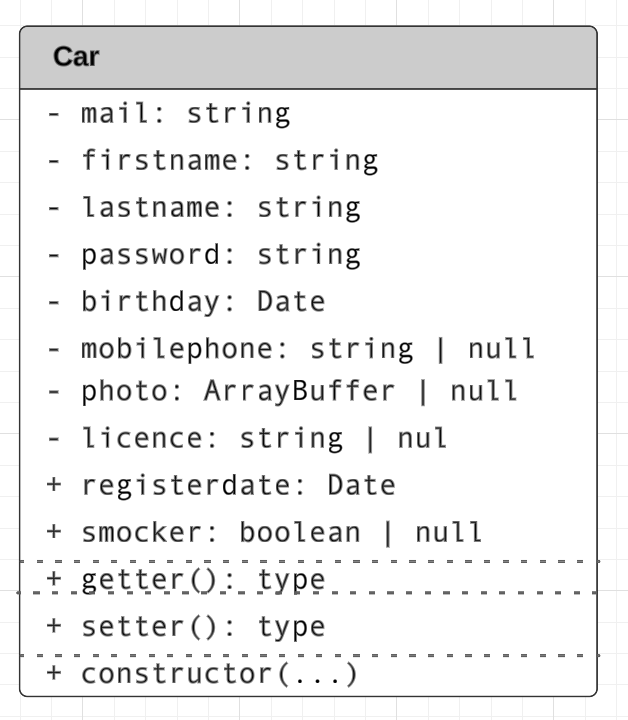 Car
- mail: string
- firstname: string
- lastname: string
- password: string
- birthday: Date
- mobilephone: string | null
- photo: ArrayBuffer | null
- licence: string | nul
+ registerdate: Date
+ smocker: boolean | null
+ getter(): type
+ setter(): type
+ constructor(...)